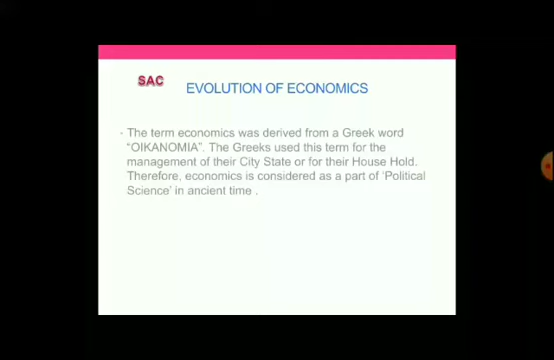 SAC
EVOLUTION OF ECONOMICS
· The term economics was derived from a Greek word
“OIKANOMIA”. The Greeks used this term for the
management of their City State or for their House Hold.
Therefore, economics is considered as a part of ‘Political
Science’ in ancient time .